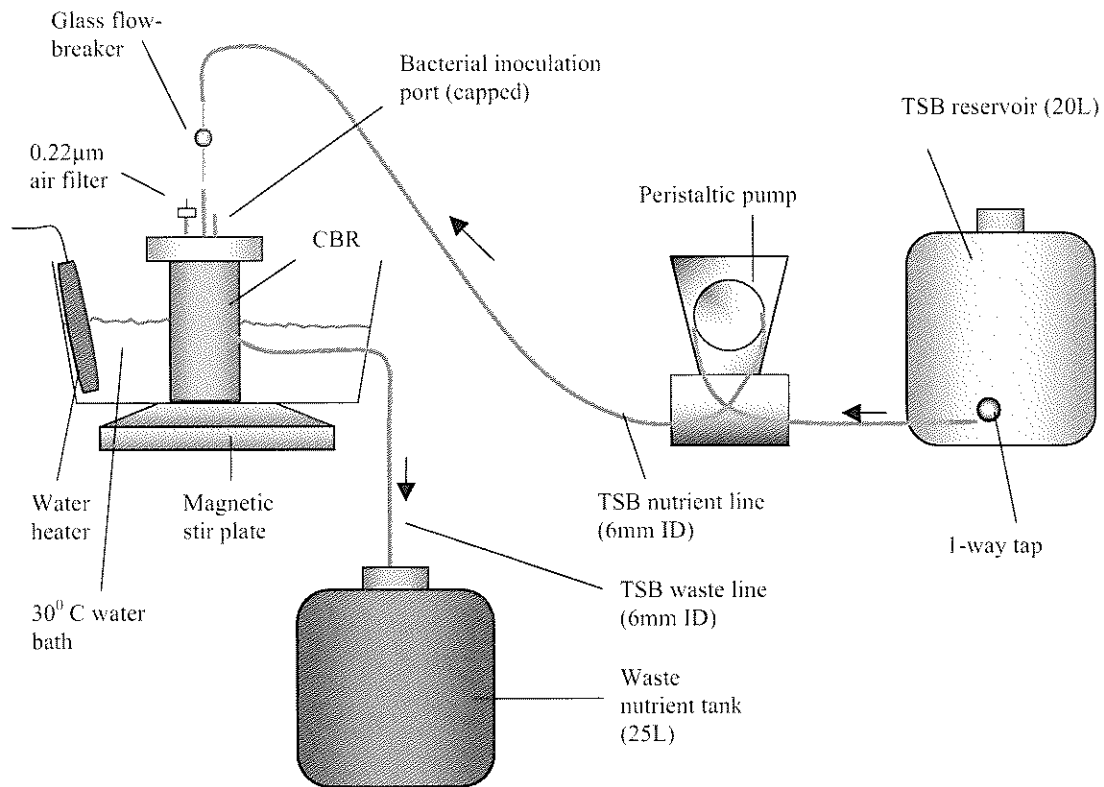 Glass flow-
breaker
Bacterial inoculation
port (capped)
TSB reservoir (20L)
0.22µm
air filter
Peristaltic pump
CBR
Water
heater
Magnetic
stir plate
TSB nutrient line
(6mm ID)
1-way tap
30⁰ C water
bath
TSB waste line
(6mm ID)
Waste
nutrient tank
(25L)